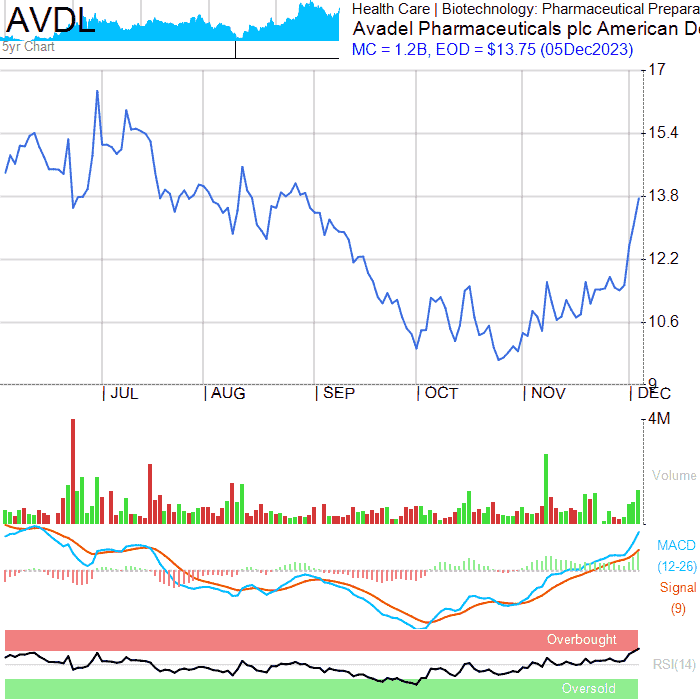 AVDL
5yr Chart
Health Care | Biotechnology: Pharmaceutical Prepara
Avadel Pharmaceuticals plc American De
MC = 1.2B, EOD = $13.75 (05Dec2023)
17
15.4
13.8
12.2
10.6
9
| JUL | AUG | SEP | OCT | NOV | DEC
4M
Volume
MACD
(12-26)
Signal
(9)
Overbought
RSI(14)
Oversold